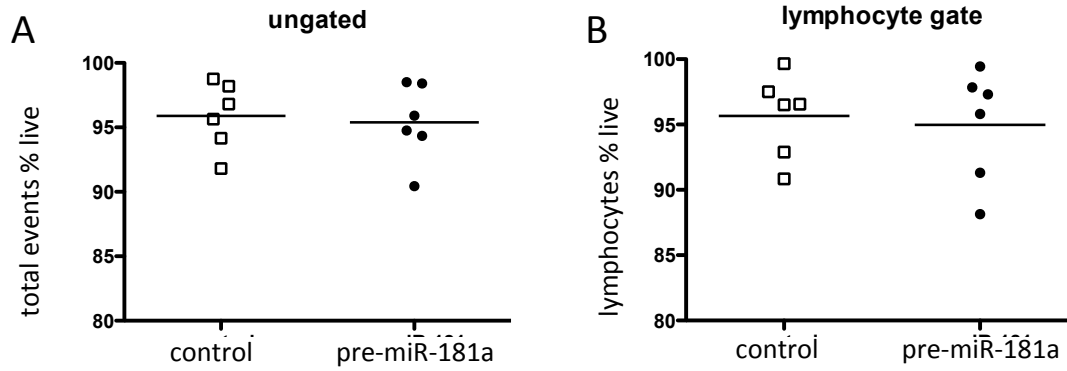 A
ungated
total events % live
100
95
90
85
80
control
pre-miR-181a
B
lymphocyte gate
lymphocytes % live
100
95
90
85
80
control
pre-miR-181a